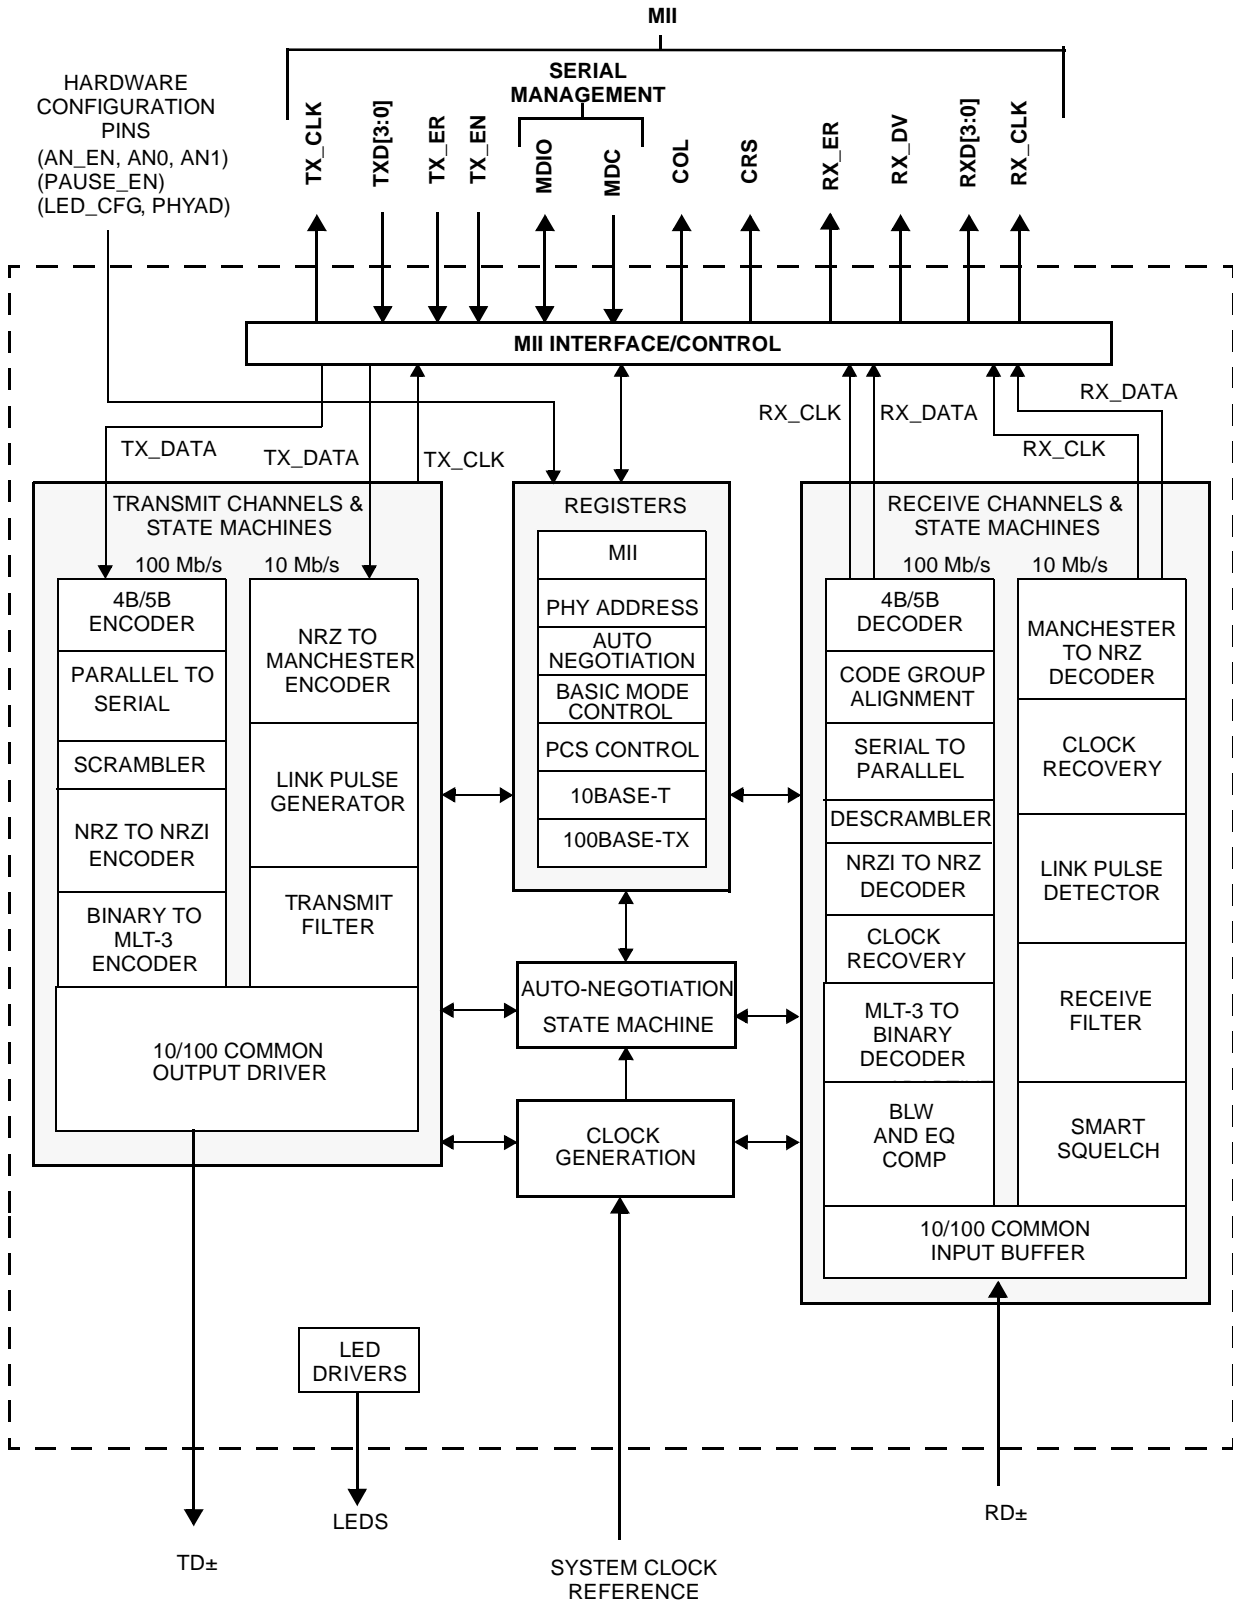 MII
SERIAL
MANAGEMENT
HARDWARE
CONFIGURATION
PINS
(AN_EN, AN0, AN1)
(PAUSE_EN)
(LED_CFG, PHYAD)
TX_CLK
TXD[3:0]
TX_ER
TX_EN
MDIO
MDC
COL
CRS
RX_ER
RX_DV
RXD[3:0]
RX_CLK
MII INTERFACE/CONTROL
TX_DATA
TX_DATA
TX_CLK
RX_CLK
RX_DATA
RX_CLK
RX_DATA
TRANSMIT CHANNELS &
STATE MACHINES
100 Mb/s
10 Mb/s
4B/5B
ENCODER
PARALLEL TO
SERIAL
SCRAMBLER
NRZ TO NRZI
ENCODER
BINARY TO
MLT-3
ENCODER
NRZ TO
MANCHESTER
ENCODER
LINK PULSE
GENERATOR
TRANSMIT
FILTER
10/100 COMMON
OUTPUT DRIVER
REGISTERS
MII
PHY ADDRESS
AUTO
NEGOTIATION
BASIC MODE
CONTROL
PCS CONTROL
10BASE-T
100BASE-TX
AUTO-NEGOTIATION
STATE MACHINE
CLOCK
GENERATION
RECEIVE CHANNELS &
STATE MACHINES
100 Mb/s
10 Mb/s
4B/5B
DECODER
CODE GROUP
ALIGNMENT
SERIAL TO
PARALLEL
DESCRAMBLER
NRZI TO NRZ
DECODER
CLOCK
RECOVERY
MLT-3 TO
BINARY
DECODER
BLW
AND EQ
COMP
MANCHESTER
TO NRZ
DECODER
CLOCK
RECOVERY
LINK PULSE
DETECTOR
RECEIVE
FILTER
SMART
SQUELCH
10/100 COMMON
INPUT BUFFER
LED
DRIVERS
TD±
LEDS
SYSTEM CLOCK
REFERENCE
RD±